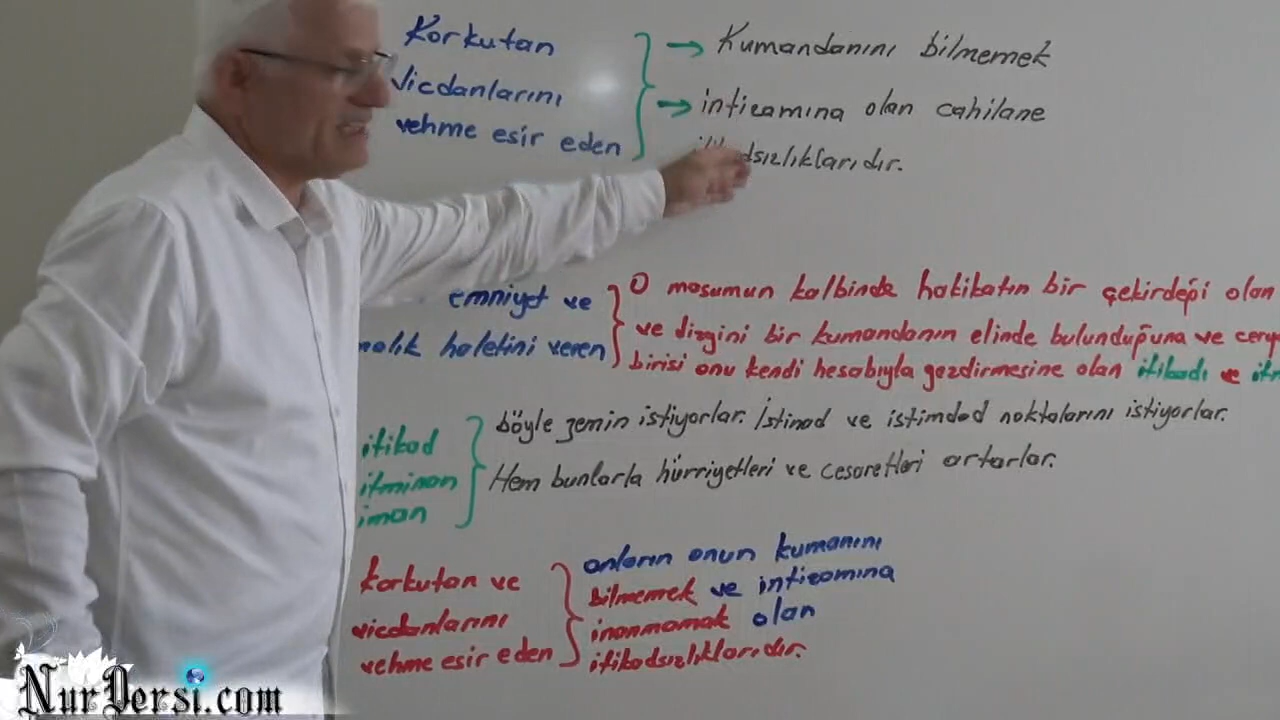 Korkutan
Vicdanlarını
vehme esir eden
→ Kumandanını bilmemek
→ intizamına olan cahilane
itikadsızlıklarıdır.
emniyet ve
haletini veren
O masumun kalbinde hakikatın bir çekirdeği olan
ve dizgini bir kumandanın elinde bulunduğuna ve
birisi onu kendi hesabıyla gezdirmesine olan itikadı ve
itikad
itminan
iman
böyle zemin istiyorlar. İstinad ve istimdad noktalarını istiyorlar.
Hem bunlarla hürriyetleri ve cesaretleri artarlar.
korkutan ve
vicdanlarını
vehme esir eden
onların onun kumanını
bilmemek ve intizamına
inanmamak olan
itikadsızlıklarıdır.
NurDersi.com